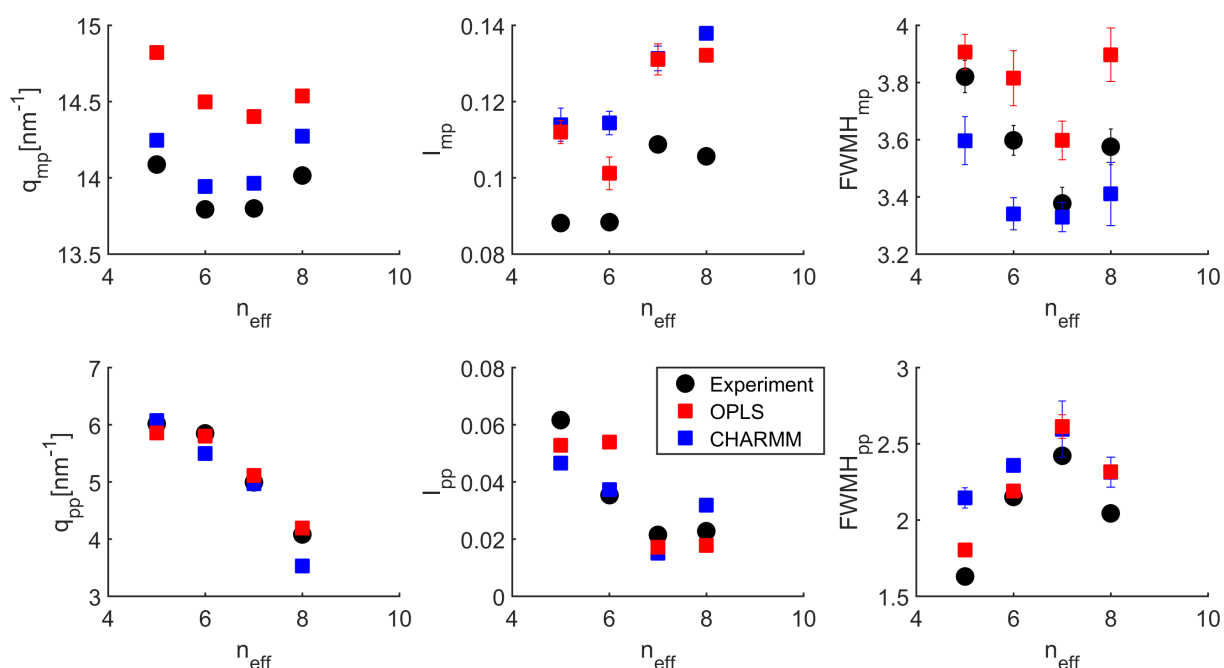 15
14.5
14
13.5
q_mp[nm^-1]
4 6 8 10
n_eff
0.14
0.12
0.1
0.08
I_mp
4 6 8 10
n_eff
4
3.8
3.6
3.4
3.2
FWMH_mp
4 6 8 10
n_eff
7
6
5
4
3
q_pp[nm^-1]
4 6 8 10
n_eff
0.08
0.06
0.04
0.02
0
I_pp
Experiment
OPLS
CHARMM
4 6 8 10
n_eff
3
2.5
2
1.5
FWMH_pp
4 6 8 10
n_eff